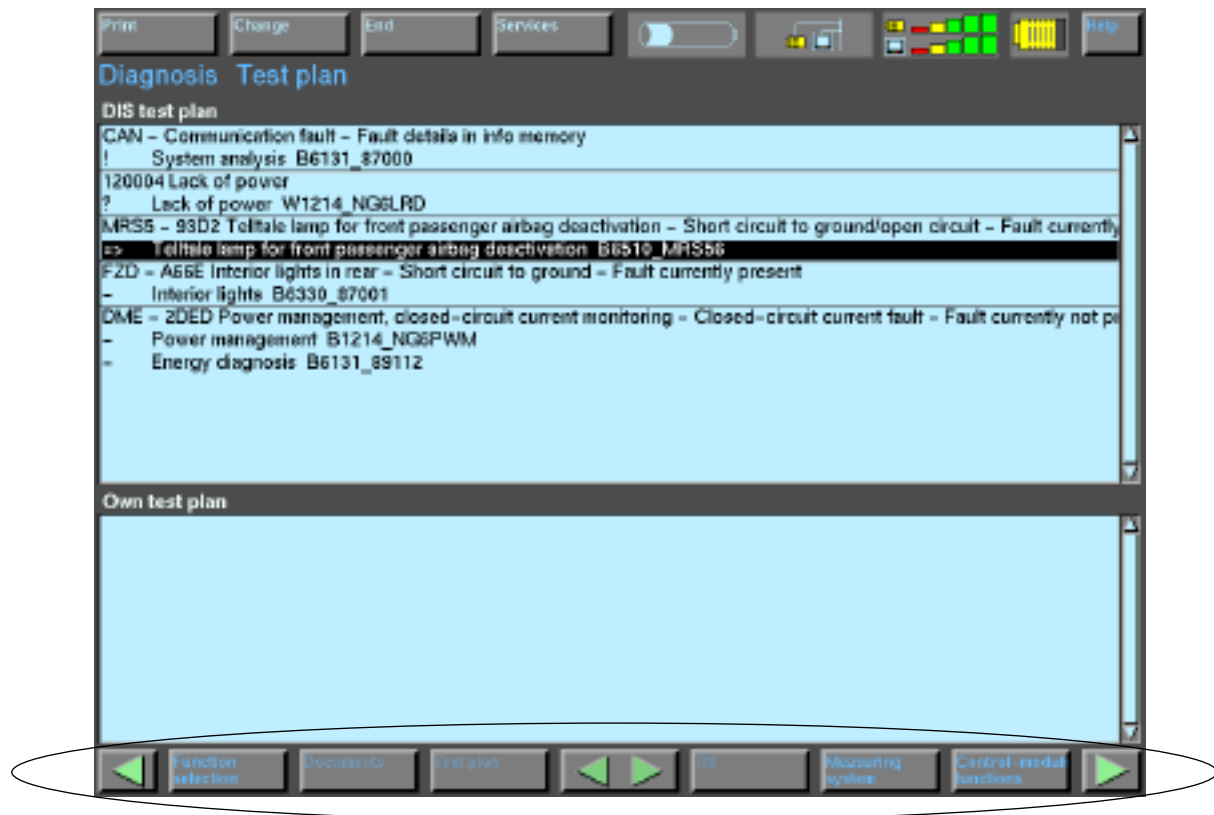 Print
Change
End
Services
Help
Diagnosis Test plan
DIS test plan
CAN – Communication fault – Fault details in info memory
! System analysis B6131_87000
120004 Lack of power
? Lack of power W1214_NG6LRD
MRS5 – 93D2 Telltale lamp for front passenger airbag deactivation – Short circuit to ground/open circuit – Fault currently
=> Telltale lamp for front passenger airbag deactivation B6510_MRS56
FZD – A66E Interior lights in rear – Short circuit to ground – Fault currently present
– Interior lights B6330_87001
DME – 2DED Power management, closed–circuit current monitoring – Closed–circuit current fault – Fault currently not pe
– Power management B1214_NG6PWM
– Energy diagnosis B6131_89112
Own test plan
Function
selection
Documents
Test plan
TIS
Measuring
system
Control-modul
functions